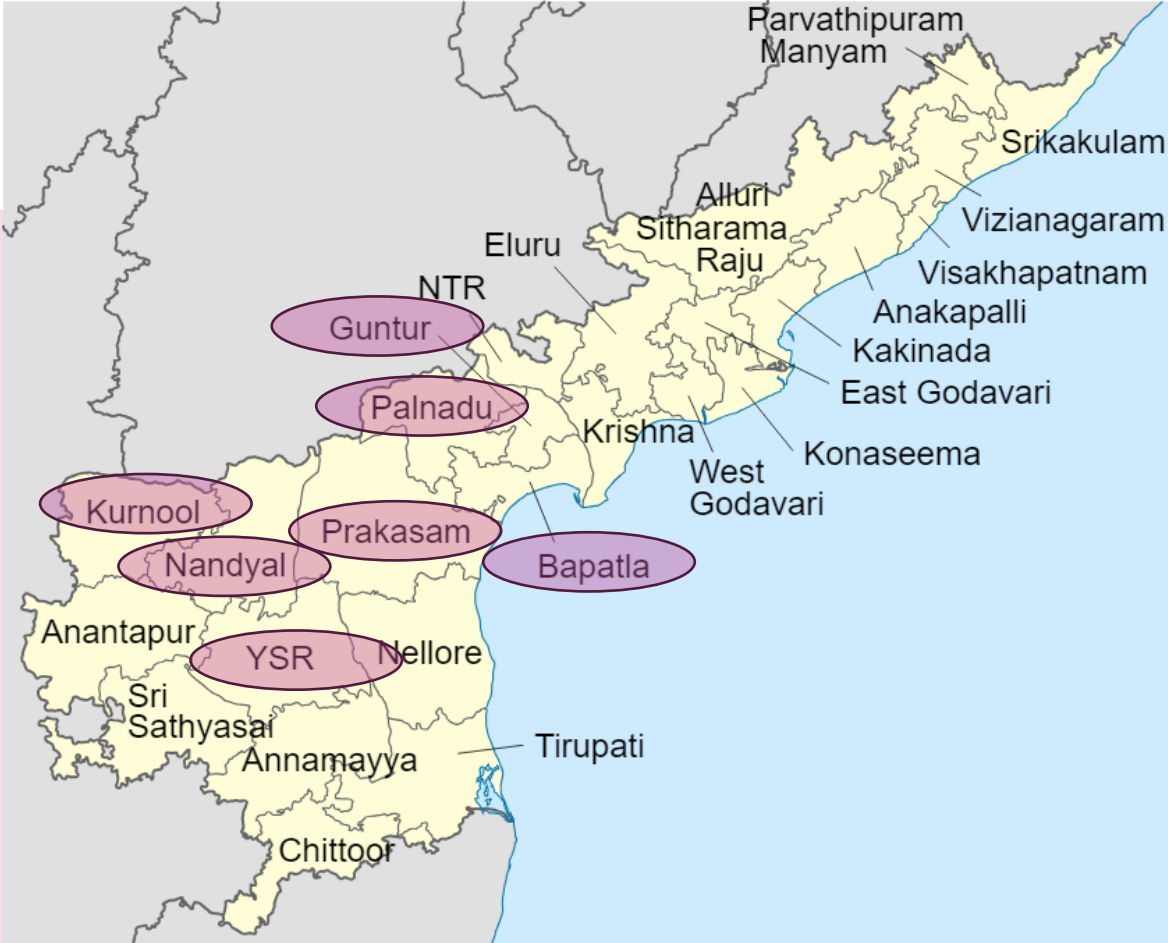 Parvathipuram
Manyam
Srikakulam
Alluri
Sitharama
Raju
Vizianagaram
Eluru
Visakhapatnam
NTR
Anakapalli
Guntur
Kakinada
East Godavari
Palnadu
Krishna
Konaseema
West
Godavari
Kurnool
Prakasam
Nandyal
Bapatla
Anantapur
YSR
Nellore
Sri
Sathyasai
Tirupati
Annamayya
Chittoor